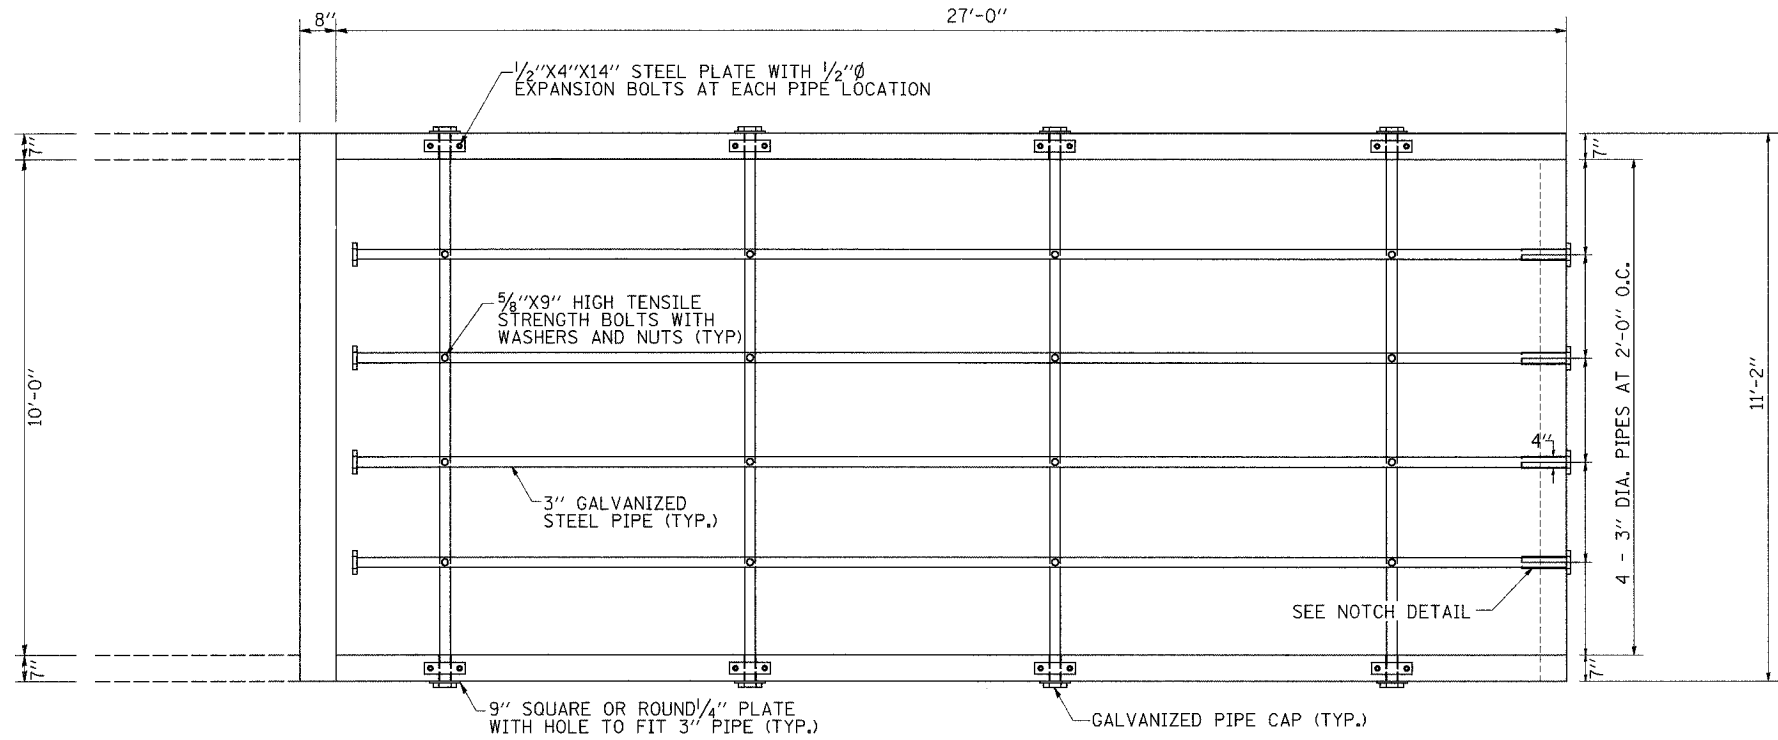 8"
27'-0"
1/2"X4"X14" STEEL PLATE WITH 1/2"Ø
EXPANSION BOLTS AT EACH PIPE LOCATION
7"
7"
5/8"X9" HIGH TENSILE
STRENGTH BOLTS WITH
WASHERS AND NUTS (TYP)
10'-0"
4 - 3" DIA. PIPES AT 2'-0" O.C.
11'-2"
4"
3" GALVANIZED
STEEL PIPE (TYP.)
SEE NOTCH DETAIL
7"
7"
9" SQUARE OR ROUND 1/4" PLATE
WITH HOLE TO FIT 3" PIPE (TYP.)
GALVANIZED PIPE CAP (TYP.)